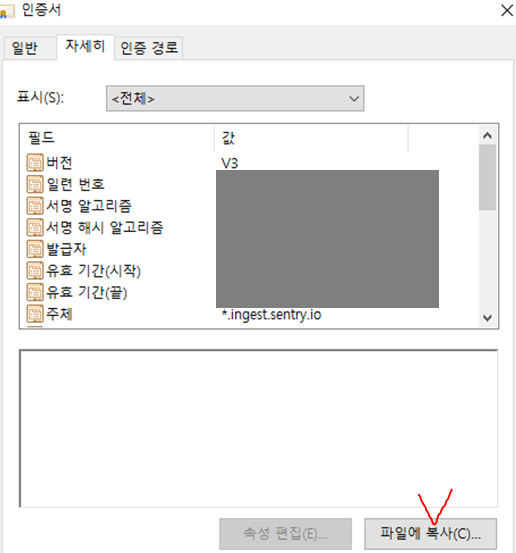 인증서
일반 자세히 인증 경로
표시(S): <전체>
필드 값
버전 V3
일련 번호
서명 알고리즘
서명 해시 알고리즘
발급자
유효 기간(시작)
유효 기간(끝)
주체 *.ingest.sentry.io
속성 편집(E)... 파일에 복사(C)...